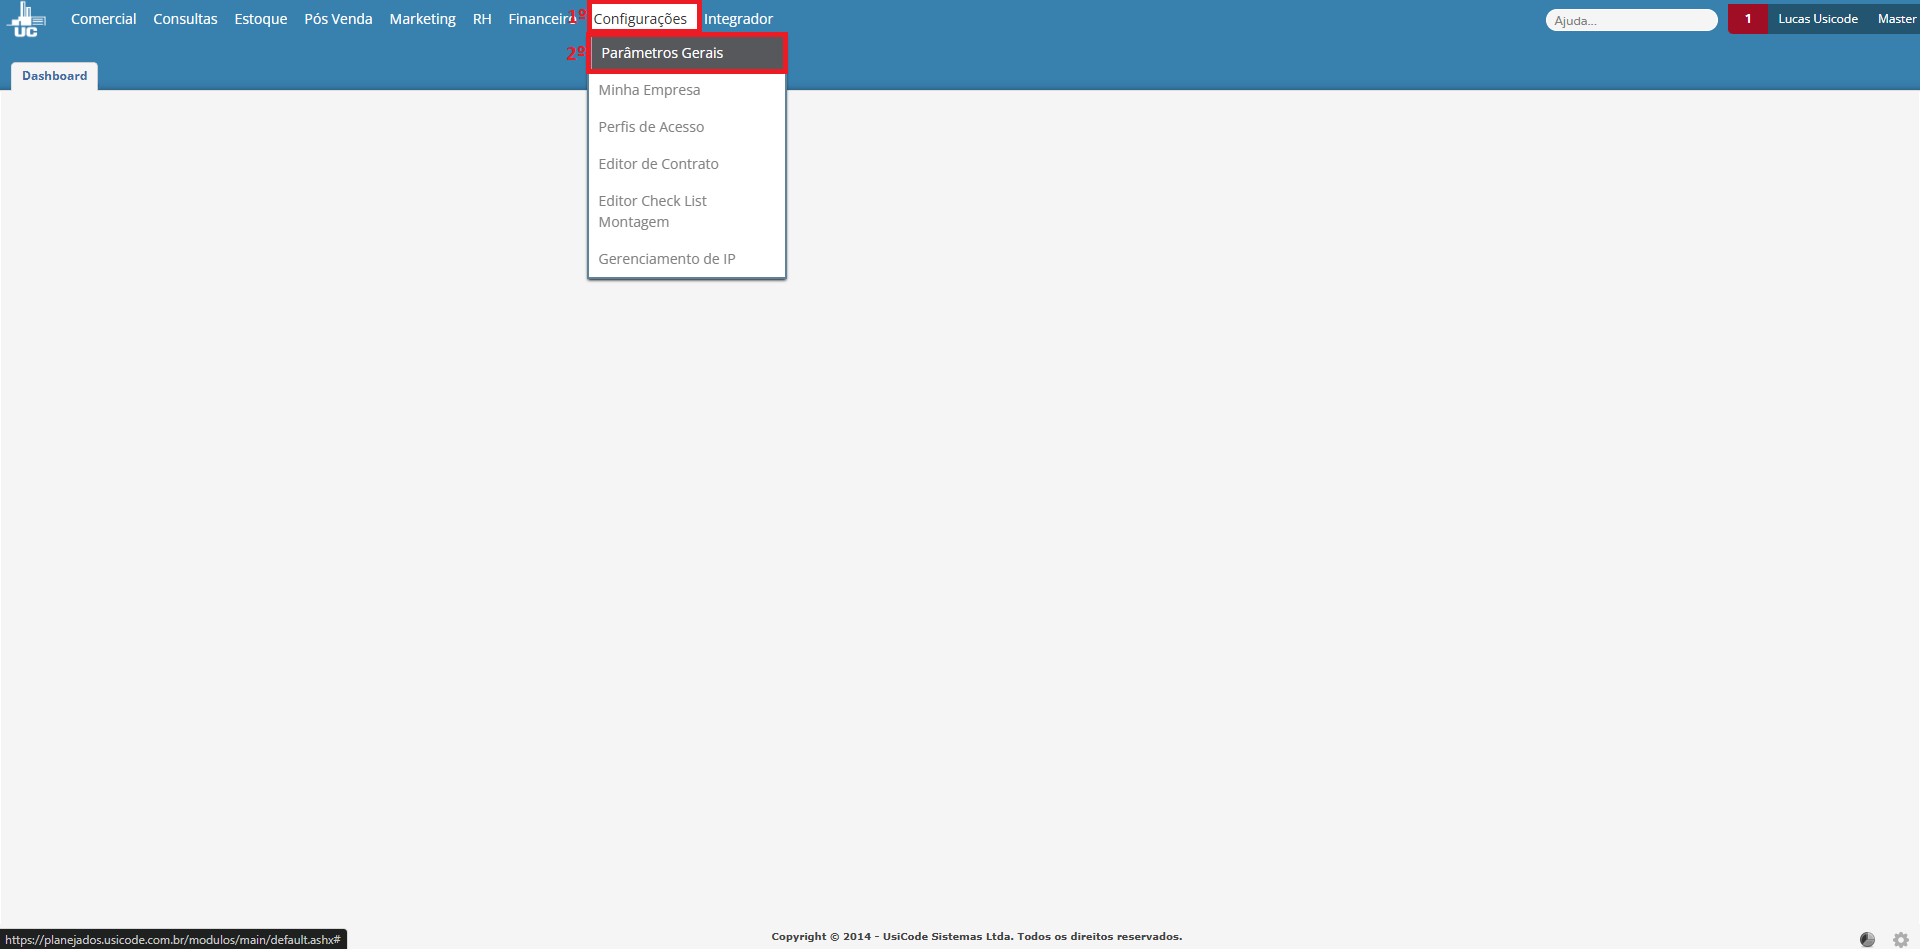 UC
Comercial Consultas Estoque Pós Venda Marketing RH Financeiro 1º Configurações Integrador
Ajuda...
1 Lucas Usicode Master
2º Parâmetros Gerais
Dashboard
Minha Empresa
Perfis de Acesso
Editor de Contrato
Editor Check List
Montagem
Gerenciamento de IP
https://planejados.usicode.com.br/modulos/main/default.ashx#
Copyright © 2014 - UsiCode Sistemas Ltda. Todos os direitos reservados.